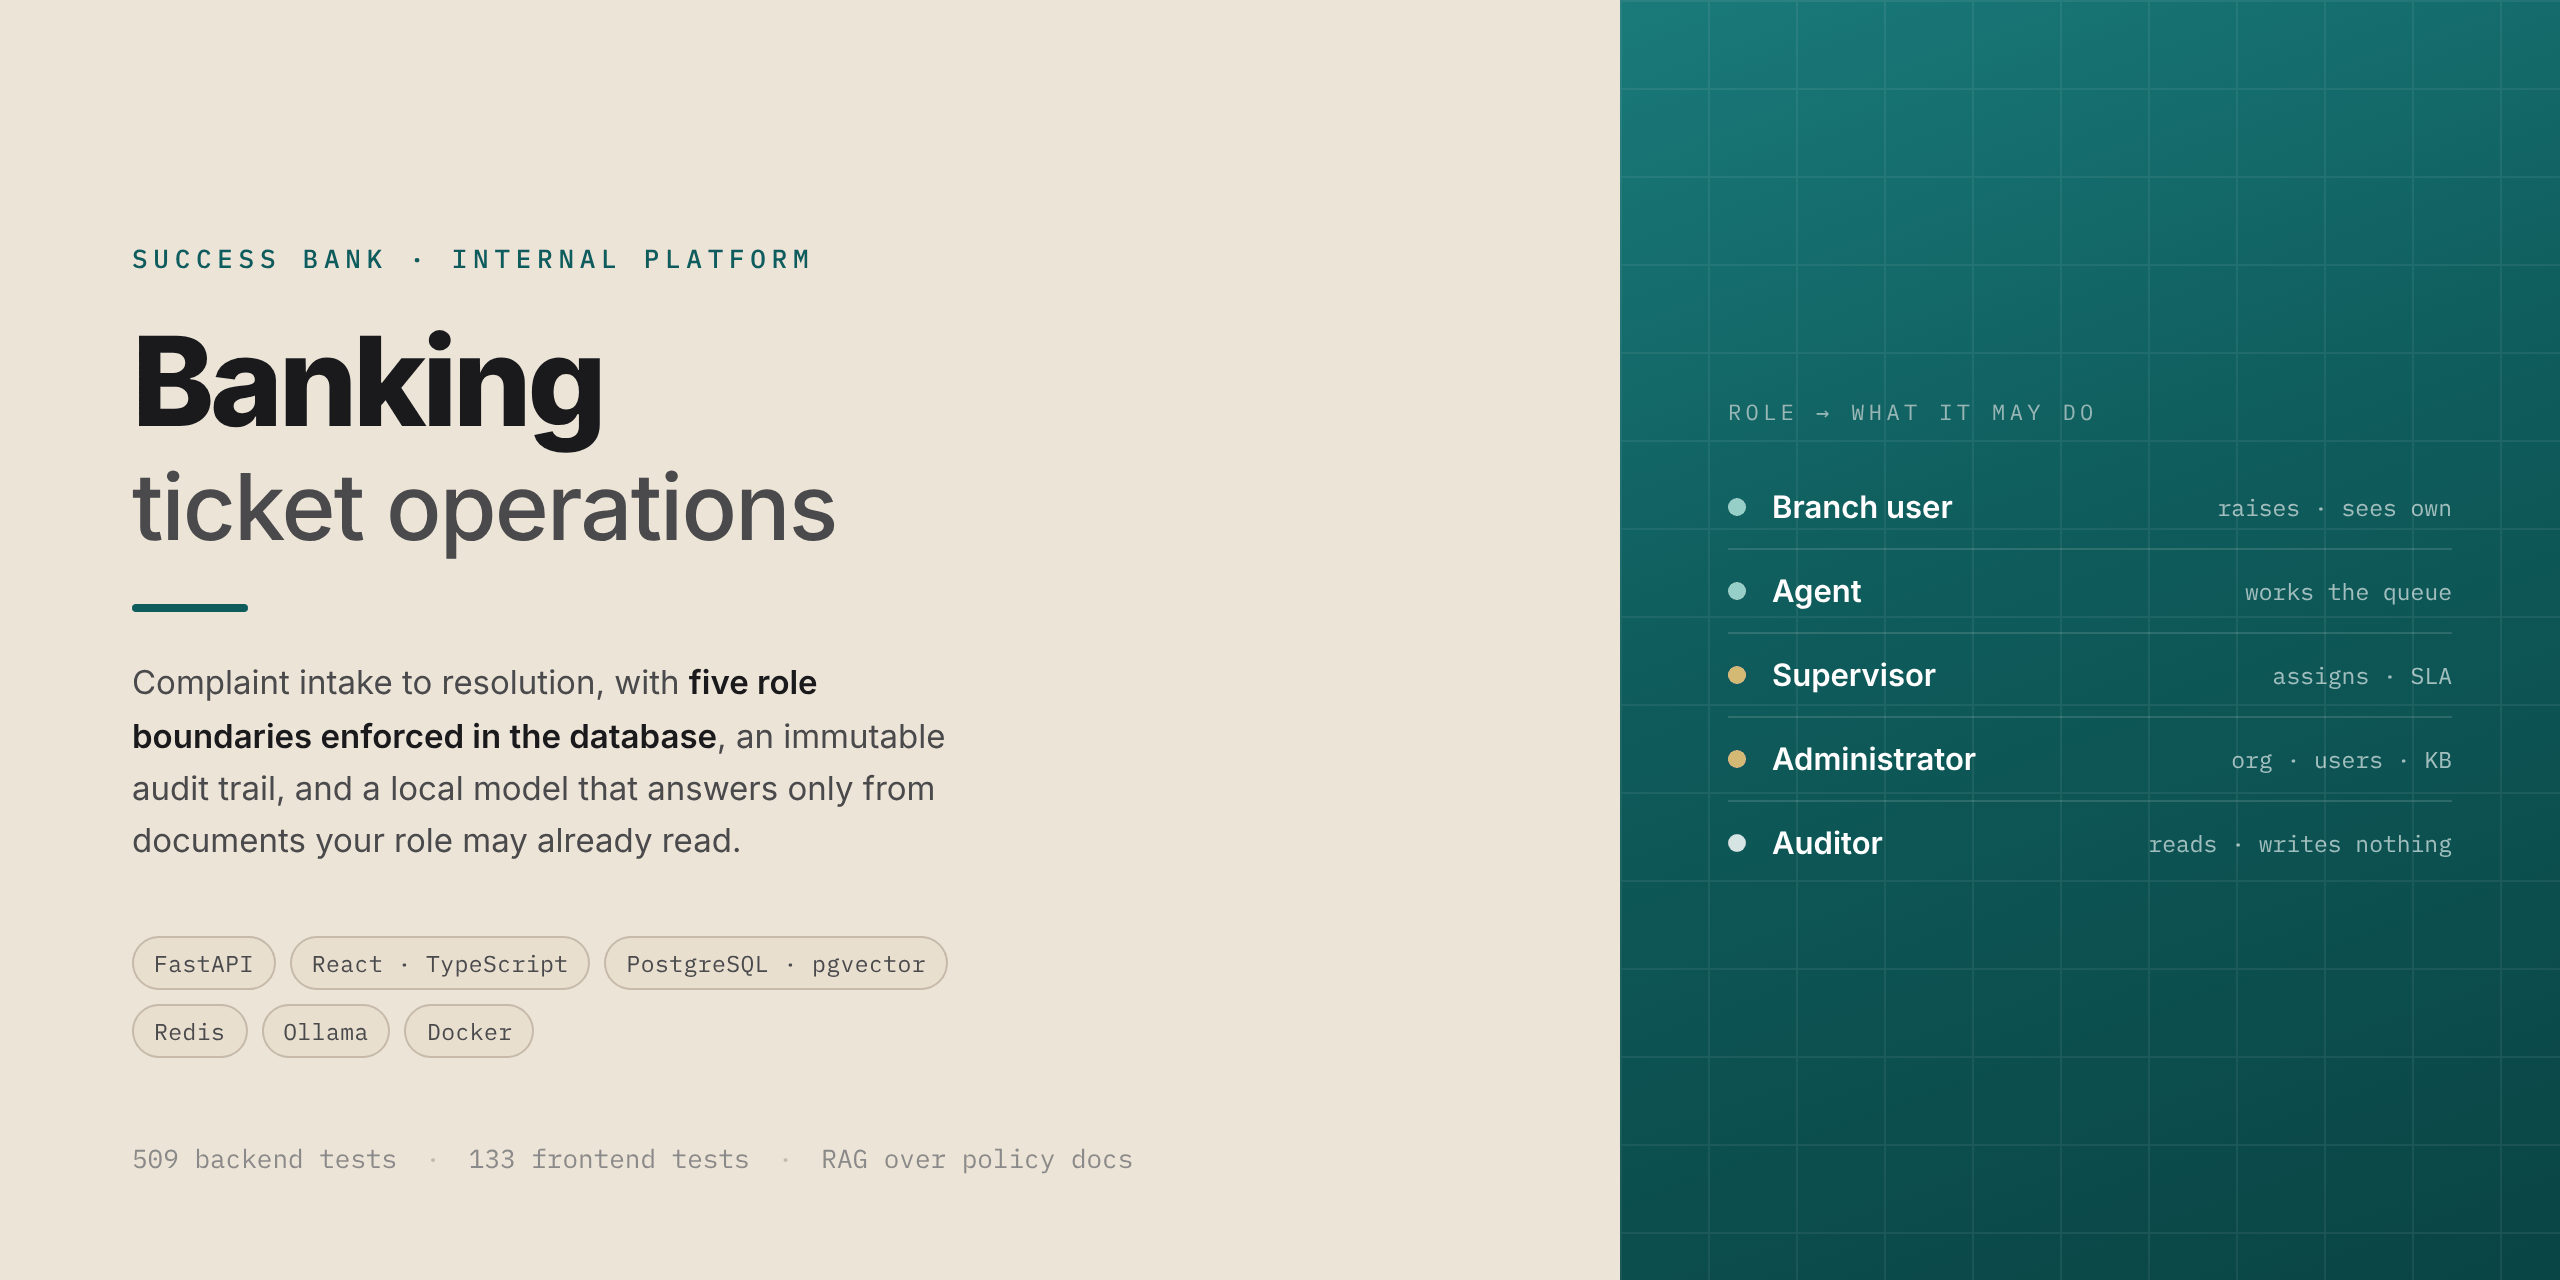 SUCCESS BANK · INTERNAL PLATFORM
Banking
ticket operations
Complaint intake to resolution, with five role
boundaries enforced in the database, an immutable
audit trail, and a local model that answers only from
documents your role may already read.
FastAPI React · TypeScript PostgreSQL · pgvector
Redis Ollama Docker
509 backend tests · 133 frontend tests · RAG over policy docs
ROLE → WHAT IT MAY DO
Branch user raises · sees own
Agent works the queue
Supervisor assigns · SLA
Administrator org · users · KB
Auditor reads · writes nothing